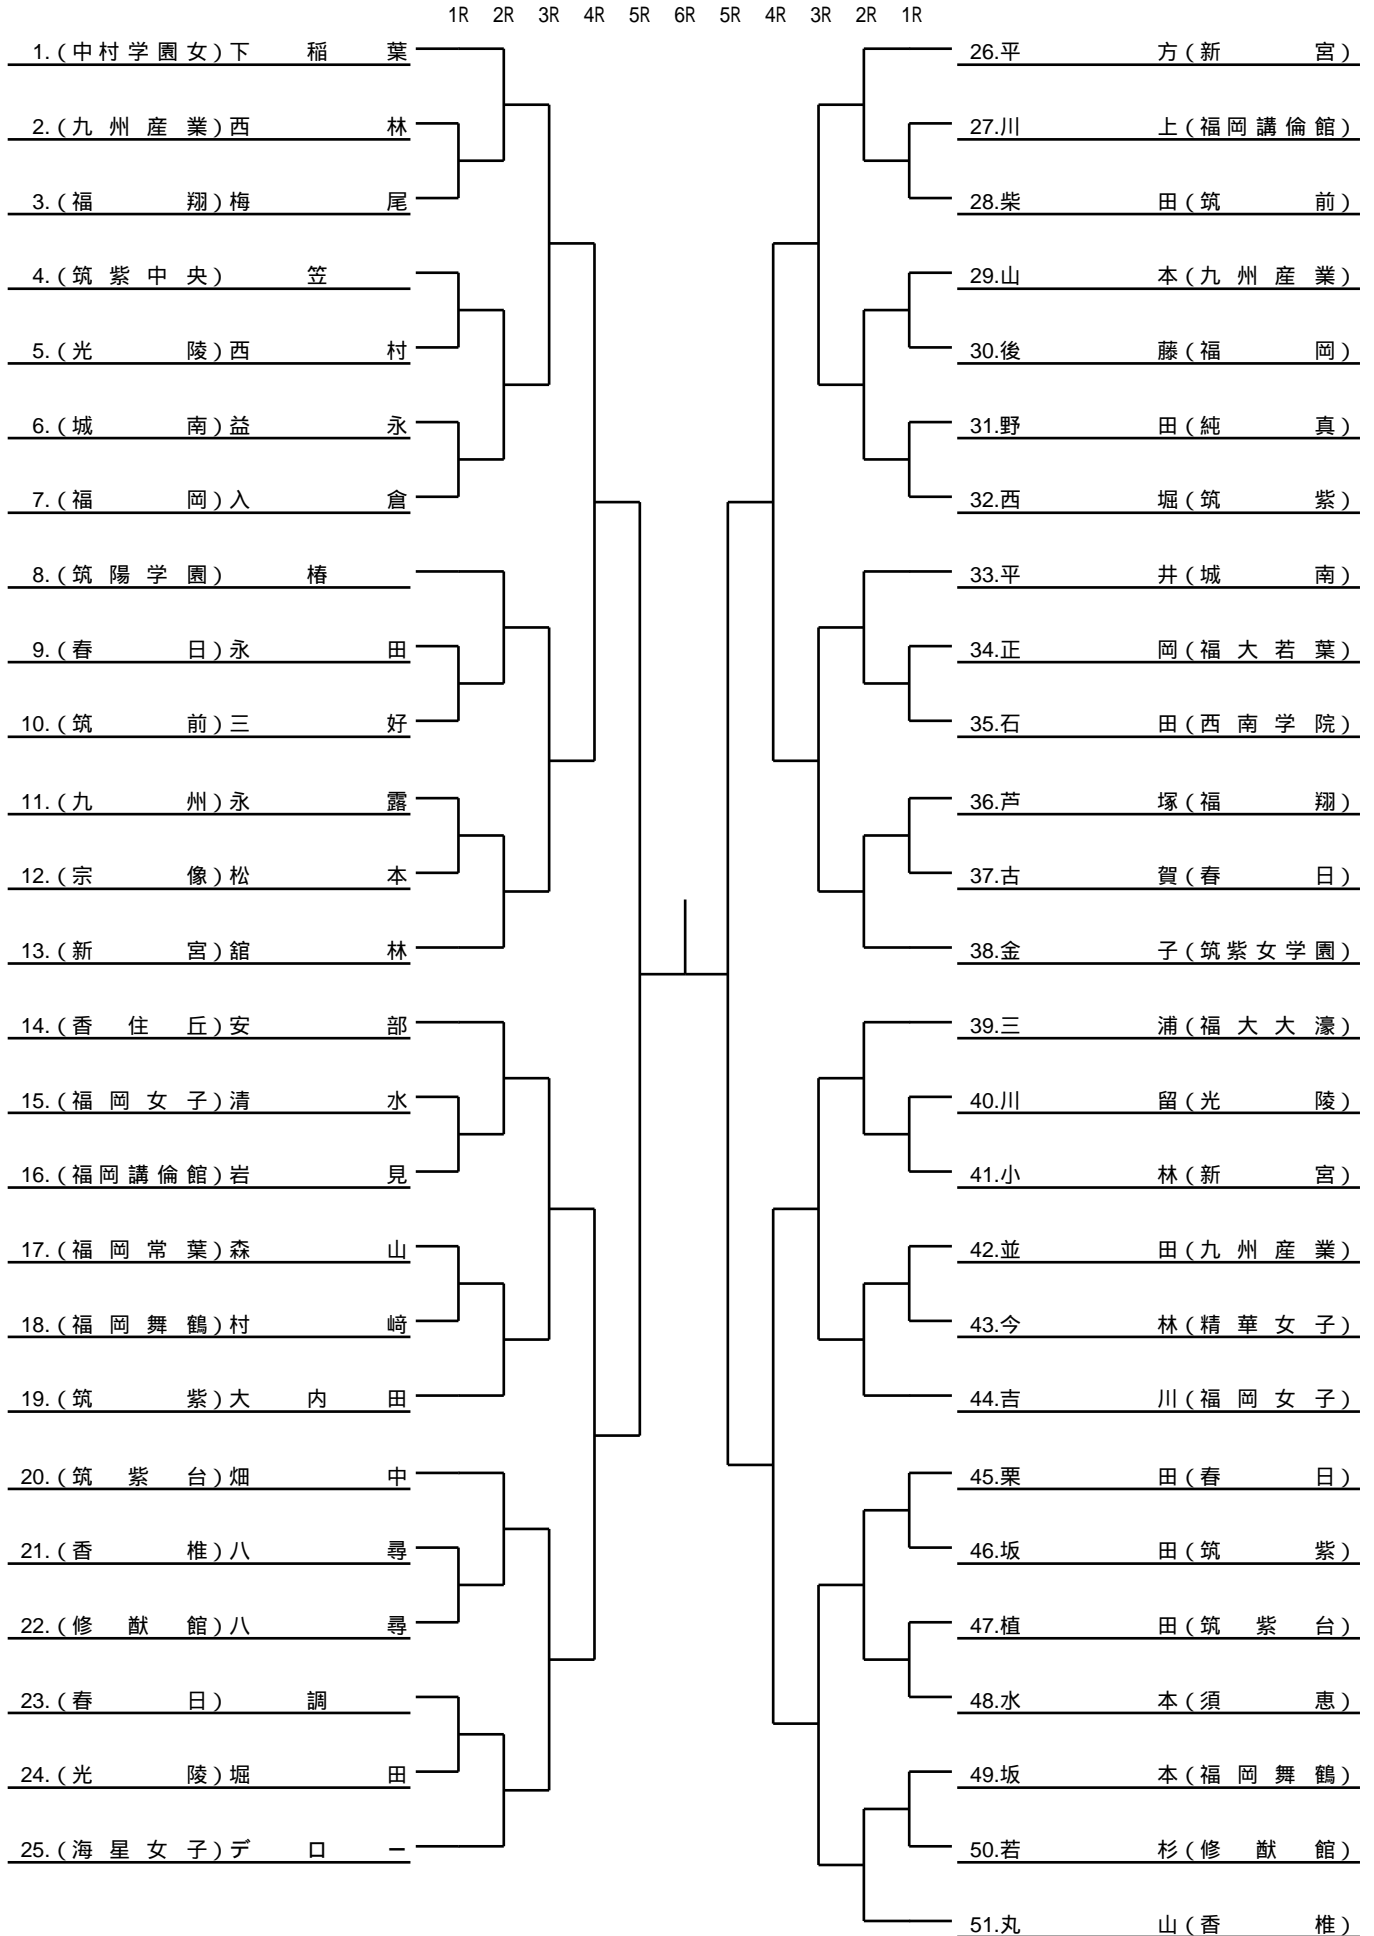 1R 2R 3R 4R 5R 6R 5R 4R 3R 2R 1R
1.(中村学園女)下稲葉
2.(九州産業)西林
3.(福翔)梅尾
4.(筑紫中央)笠
5.(光陵)西村
6.(城南)益永
7.(福岡)入倉
8.(筑陽学園)椿
9.(春日)永田
10.(筑前)三好
11.(九州)永露
12.(宗像)松本
13.(新宮)舘林
14.(香住丘)安部
15.(福岡女子)清水
16.(福岡講倫館)岩見
17.(福岡常葉)森山
18.(福岡舞鶴)村﨑
19.(筑紫)大内田
20.(筑紫台)畑中
21.(香椎)八尋
22.(修猷館)八尋
23.(春日)調
24.(光陵)堀田
25.(海星女子)デロー
26.平方(新宮)
27.川上(福岡講倫館)
28.柴田(筑前)
29.山本(九州産業)
30.後藤(福岡)
31.野田(純真)
32.西堀(筑紫)
33.平井(城南)
34.正岡(福大若葉)
35.石田(西南学院)
36.芦塚(福翔)
37.古賀(春日)
38.金子(筑紫女学園)
39.三浦(福大大濠)
40.川留(光陵)
41.小林(新宮)
42.並田(九州産業)
43.今林(精華女子)
44.吉川(福岡女子)
45.栗田(春日)
46.坂田(筑紫)
47.植田(筑紫台)
48.水本(須恵)
49.坂本(福岡舞鶴)
50.若杉(修猷館)
51.丸山(香椎)